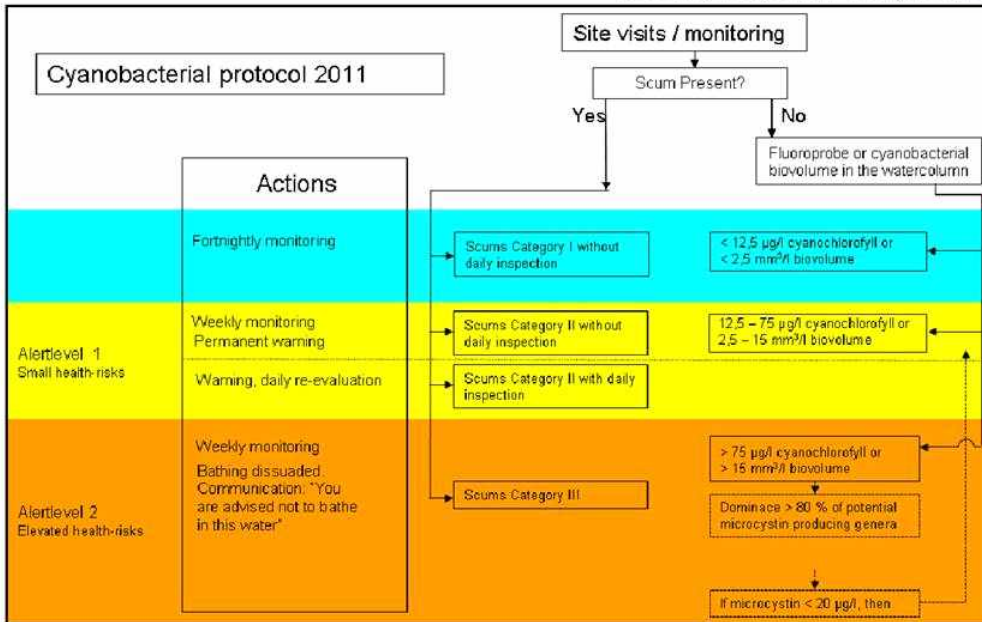 Site visits / monitoring
Cyanobacterial protocol 2011
Scum Present?
Yes
No
Fluoroprobe or cyanobacterial
biovolume in the watercolumn
Actions
Fortnightly monitoring
Scums Category I without
daily inspection
< 12,5 µg/l cyanochlorofyll or
< 2,5 mm³/l biovolume
Alertlevel 1
Small health-risks
Weekly monitoring
Permanent warning
Scums Category II without
daily inspection
12,5 – 75 µg/l cyanochlorofyll or
2,5 – 15 mm³/l biovolume
Warning, daily re-evaluation
Scums Category II with daily
inspection
Alertlevel 2
Elevated health-risks
Weekly monitoring
Bathing dissuaded.
Communication: "You
are advised not to bathe
in this water"
Scums Category III
> 75 µg/l cyanochlorofyll or
> 15 mm³/l biovolume
Dominace > 80 % of potential
microcystin producing genera
If microcystin < 20 µg/l, then